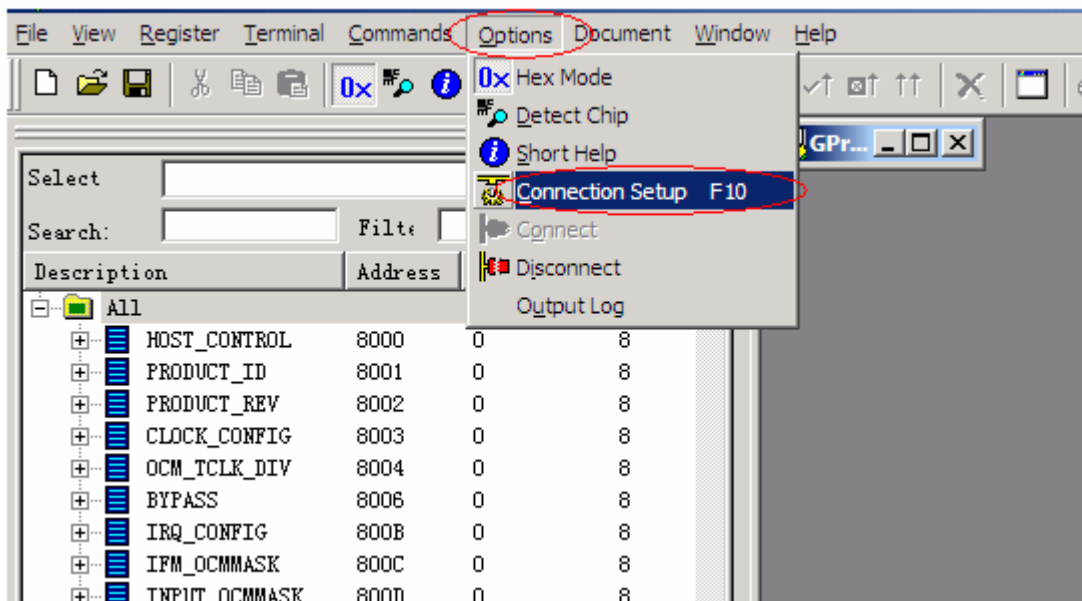 File View Register Terminal Commands Options Document Window Help
0x Hex Mode
Detect Chip
Short Help
Connection Setup F10
Connect
Disconnect
Output Log
0x
GPr...
Select
Search: Filte
Description Address
All
HOST_CONTROL 8000 0 8
PRODUCT_ID 8001 0 8
PRODUCT_REV 8002 0 8
CLOCK_CONFIG 8003 0 8
OCM_TCLK_DIV 8004 0 8
BYPASS 8006 0 8
IRQ_CONFIG 800B 0 8
IFM_OCMMASK 800C 0 8
INPUT_OCMMASK 800D 0 8